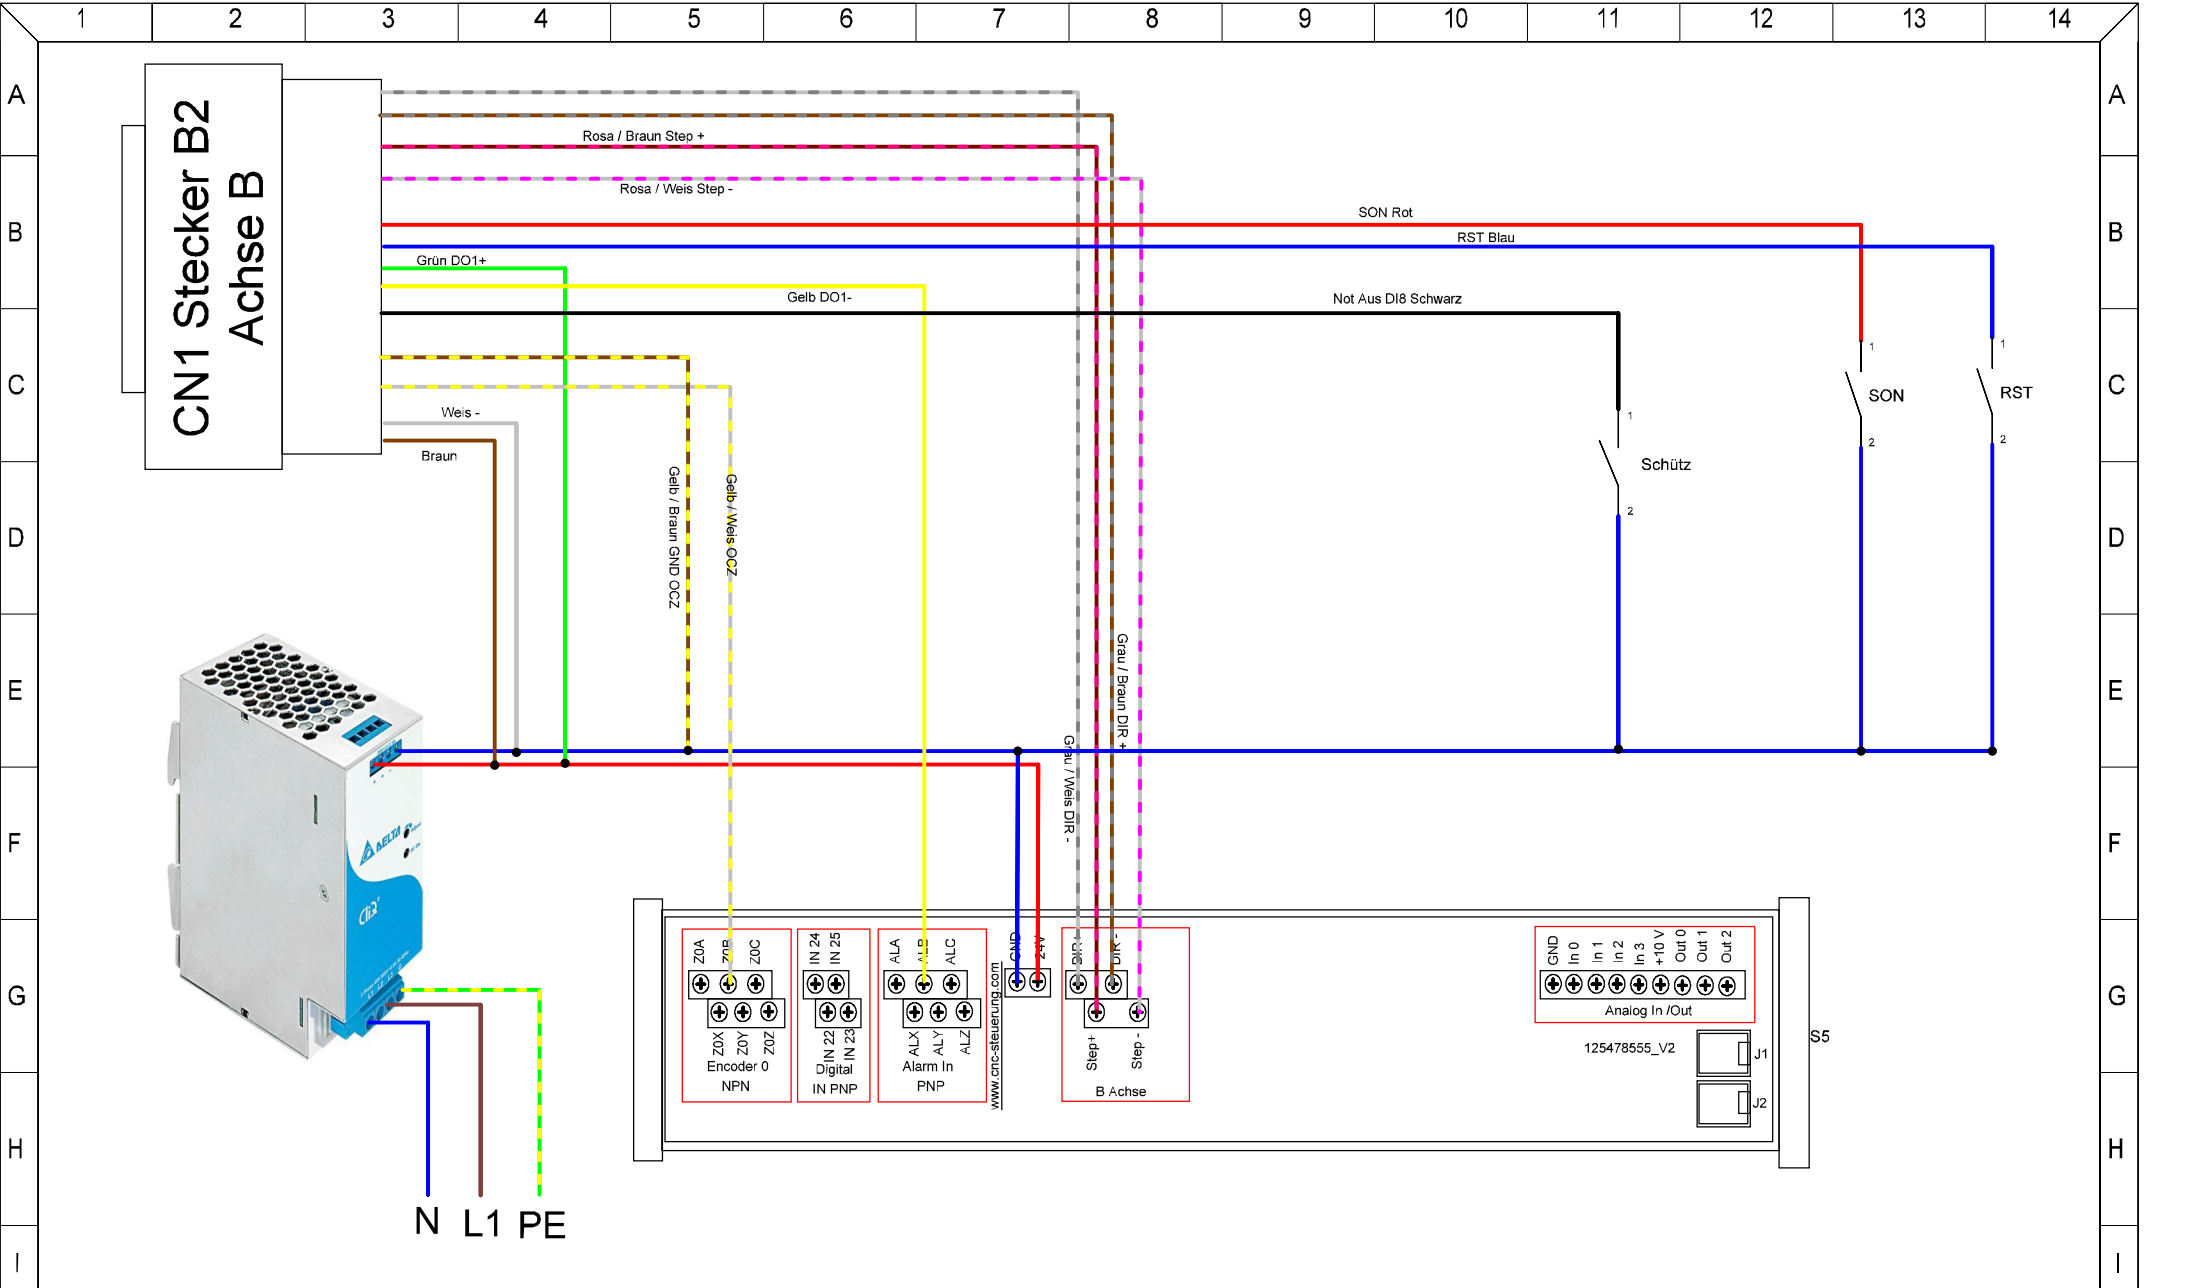 1 2 3 4 5 6 7 8 9 10 11 12 13 14
A A
B B
C C
D D
E E
F F
G G
H H
I I
CN1 Stecker B2
Achse B
Rosa / Braun Step +
Rosa / Weis Step -
SON Rot
RST Blau
Grün DO1+
Gelb DO1-
Not Aus DI8 Schwarz
Weis -
Braun
Gelb / Braun GND OCZ
Gelb / Weis OCZ
Grau / Braun DIR +
Grau / Weis DIR -
1
Schütz
2
1
SON
2
1
RST
2
DELTA
CliQ
N L1 PE
Z0A Z0B Z0C
Z0X Z0Y Z0Z
Encoder 0
NPN
IN 24 IN 25
IN 22 IN 23
Digital
IN PNP
ALA ALB ALC
ALX ALY ALZ
Alarm In
PNP
www.cnc-steuerung.com
GND 24V
DIR+ DIR -
Step+ Step -
B Achse
GND In 0 In 1 In 2 In 3 +10 V Out 0 Out 1 Out 2
Analog In /Out
125478555_V2
J1
J2
S5